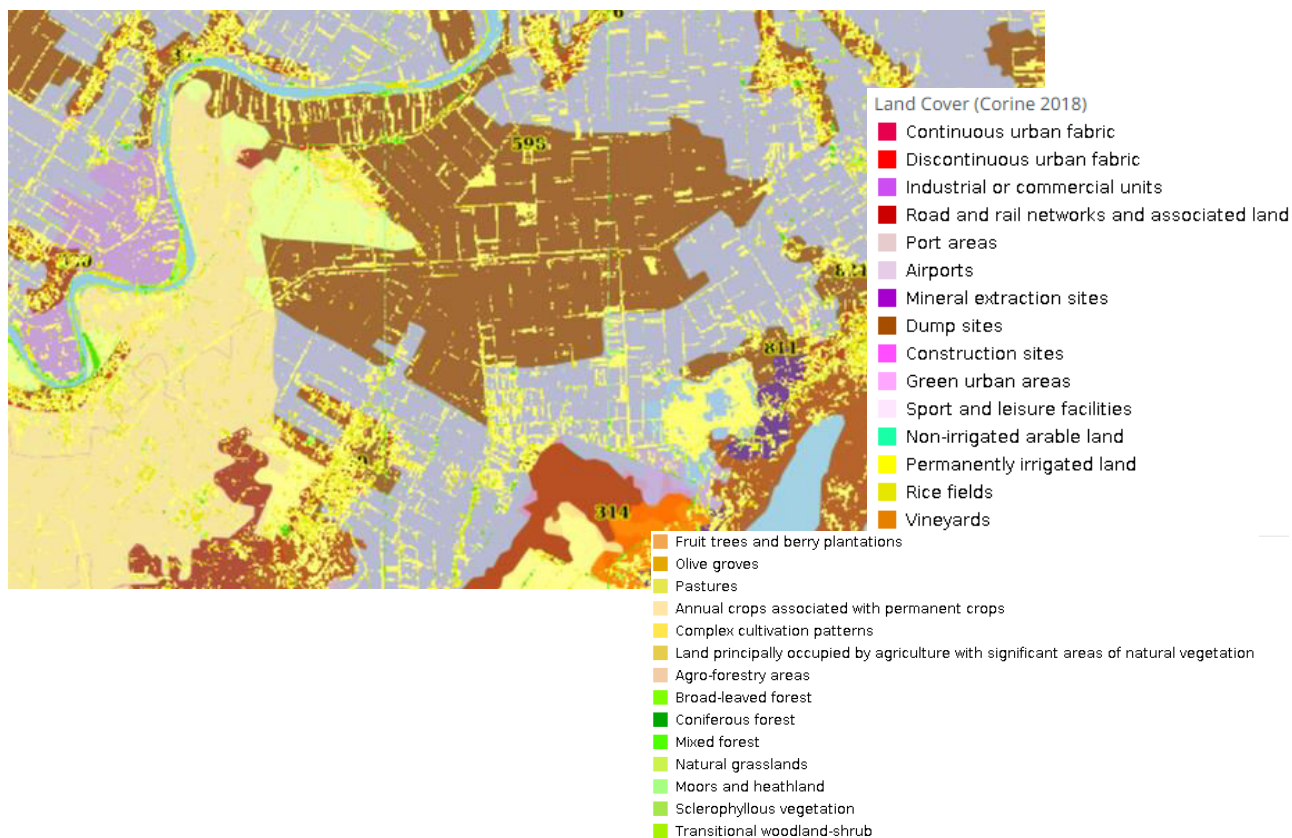 598
811
314
Land Cover (Corine 2018)
Continuous urban fabric
Discontinuous urban fabric
Industrial or commercial units
Road and rail networks and associated land
Port areas
Airports
Mineral extraction sites
Dump sites
Construction sites
Green urban areas
Sport and leisure facilities
Non-irrigated arable land
Permanently irrigated land
Rice fields
Vineyards
Fruit trees and berry plantations
Olive groves
Pastures
Annual crops associated with permanent crops
Complex cultivation patterns
Land principally occupied by agriculture with significant areas of natural vegetation
Agro-forestry areas
Broad-leaved forest
Coniferous forest
Mixed forest
Natural grasslands
Moors and heathland
Sclerophyllous vegetation
Transitional woodland-shrub